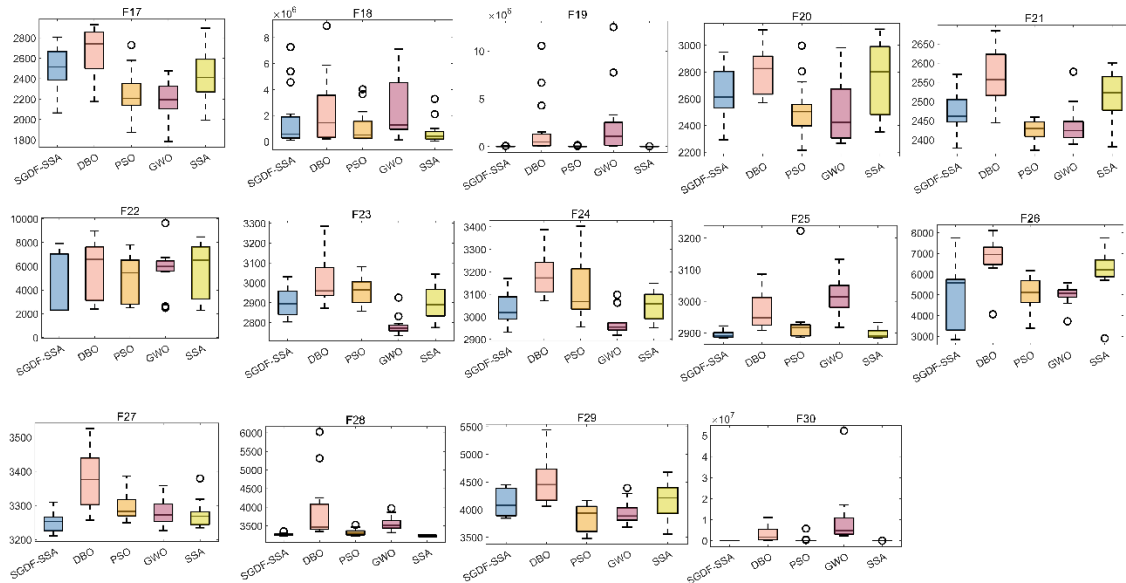 F17
2800
2600
2400
2200
2000
1800
SGDF-SSA DBO PSO GWO SSA
F18
×10⁶
8
6
4
2
0
SGDF-SSA DBO PSO GWO SSA
F19
×10⁶
10
5
0
SGDF-SSA DBO PSO GWO SSA
F20
3000
2800
2600
2400
2200
SGDF-SSA DBO PSO GWO SSA
F21
2650
2600
2550
2500
2450
2400
SGDF-SSA DBO PSO GWO SSA
F22
10000
8000
6000
4000
2000
0
SGDF-SSA DBO PSO GWO SSA
F23
3300
3200
3100
3000
2900
2800
SGDF-SSA DBO PSO GWO SSA
F24
3400
3300
3200
3100
3000
2900
SGDF-SSA DBO PSO GWO SSA
F25
3200
3100
3000
2900
SGDF-SSA DBO PSO GWO SSA
F26
8000
7000
6000
5000
4000
3000
SGDF-SSA DBO PSO GWO SSA
F27
3500
3400
3300
3200
SGDF-SSA DBO PSO GWO SSA
F28
6000
5500
5000
4500
4000
3500
SGDF-SSA DBO PSO GWO SSA
F29
5500
5000
4500
4000
3500
SGDF-SSA DBO PSO GWO SSA
F30
×10⁷
5
4
3
2
1
0
SGDF-SSA DBO PSO GWO SSA